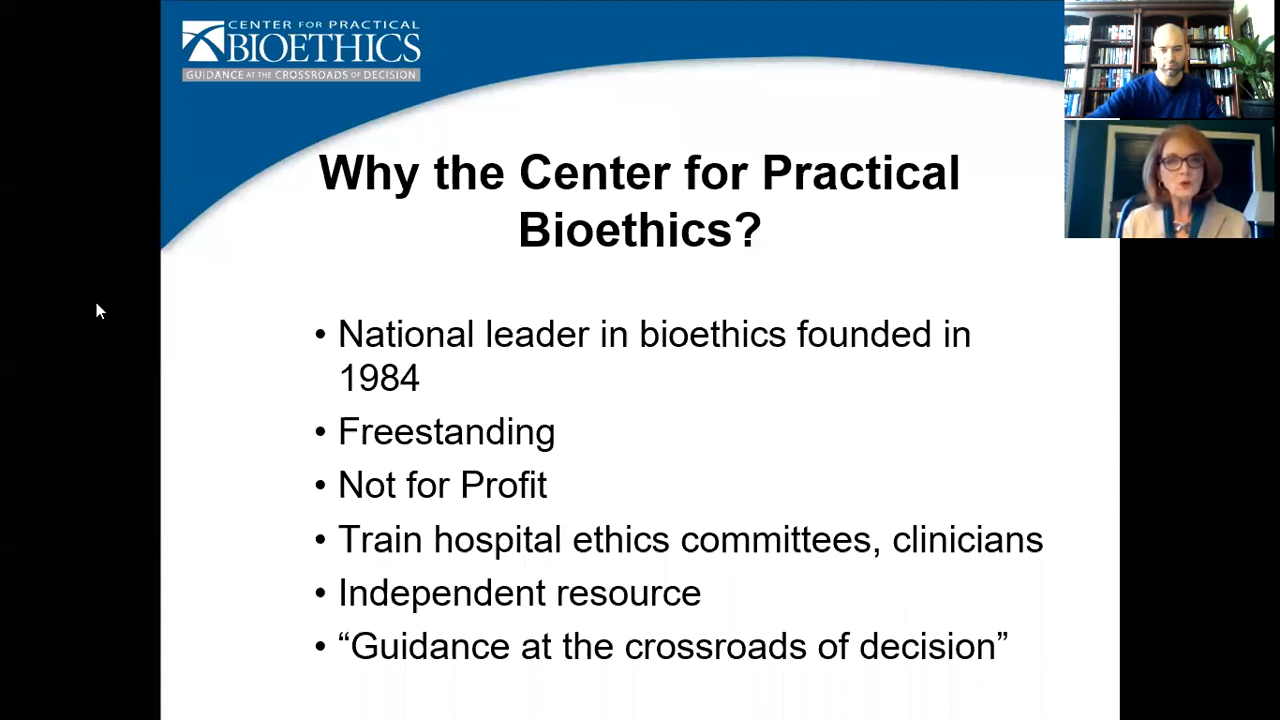 CENTER FOR PRACTICAL
BIOETHICS
GUIDANCE AT THE CROSSROADS OF DECISION
Why the Center for Practical
Bioethics?
• National leader in bioethics founded in
1984
• Freestanding
• Not for Profit
• Train hospital ethics committees, clinicians
• Independent resource
• “Guidance at the crossroads of decision”